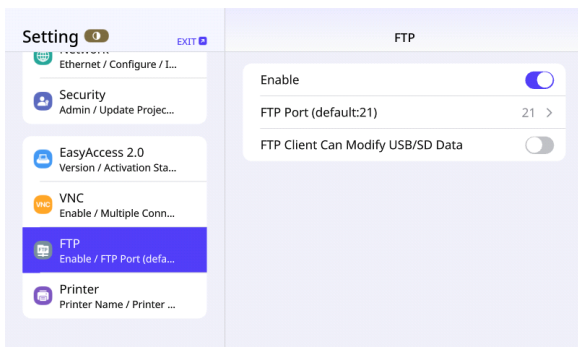 Setting
EXIT
Ethernet / Configure / I...
Security
Admin / Update Projec...
EasyAccess 2.0
Version / Activation Sta...
VNC
VNC
Enable / Multiple Conn...
FTP
FTP
Enable / FTP Port (defa...
Printer
Printer Name / Printer ...
FTP
Enable
FTP Port (default:21) 21 >
FTP Client Can Modify USB/SD Data